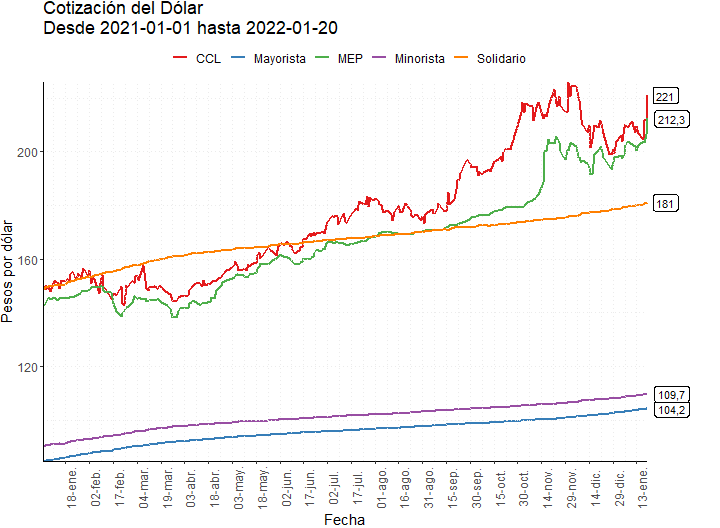 Cotización del Dólar
Desde 2021-01-01 hasta 2022-01-20
CCL Mayorista MEP Minorista Solidario
Pesos por dólar
200
160
120
221
212,3
181
109,7
104,2
18-ene.
02-feb.
17-feb.
04-mar.
19-mar.
03-abr.
18-abr.
03-may.
18-may.
02-jun.
17-jun.
02-jul.
17-jul.
01-ago.
16-ago.
31-ago.
15-sep.
30-sep.
15-oct.
30-oct.
14-nov.
29-nov.
14-dic.
29-dic.
13-ene.
Fecha